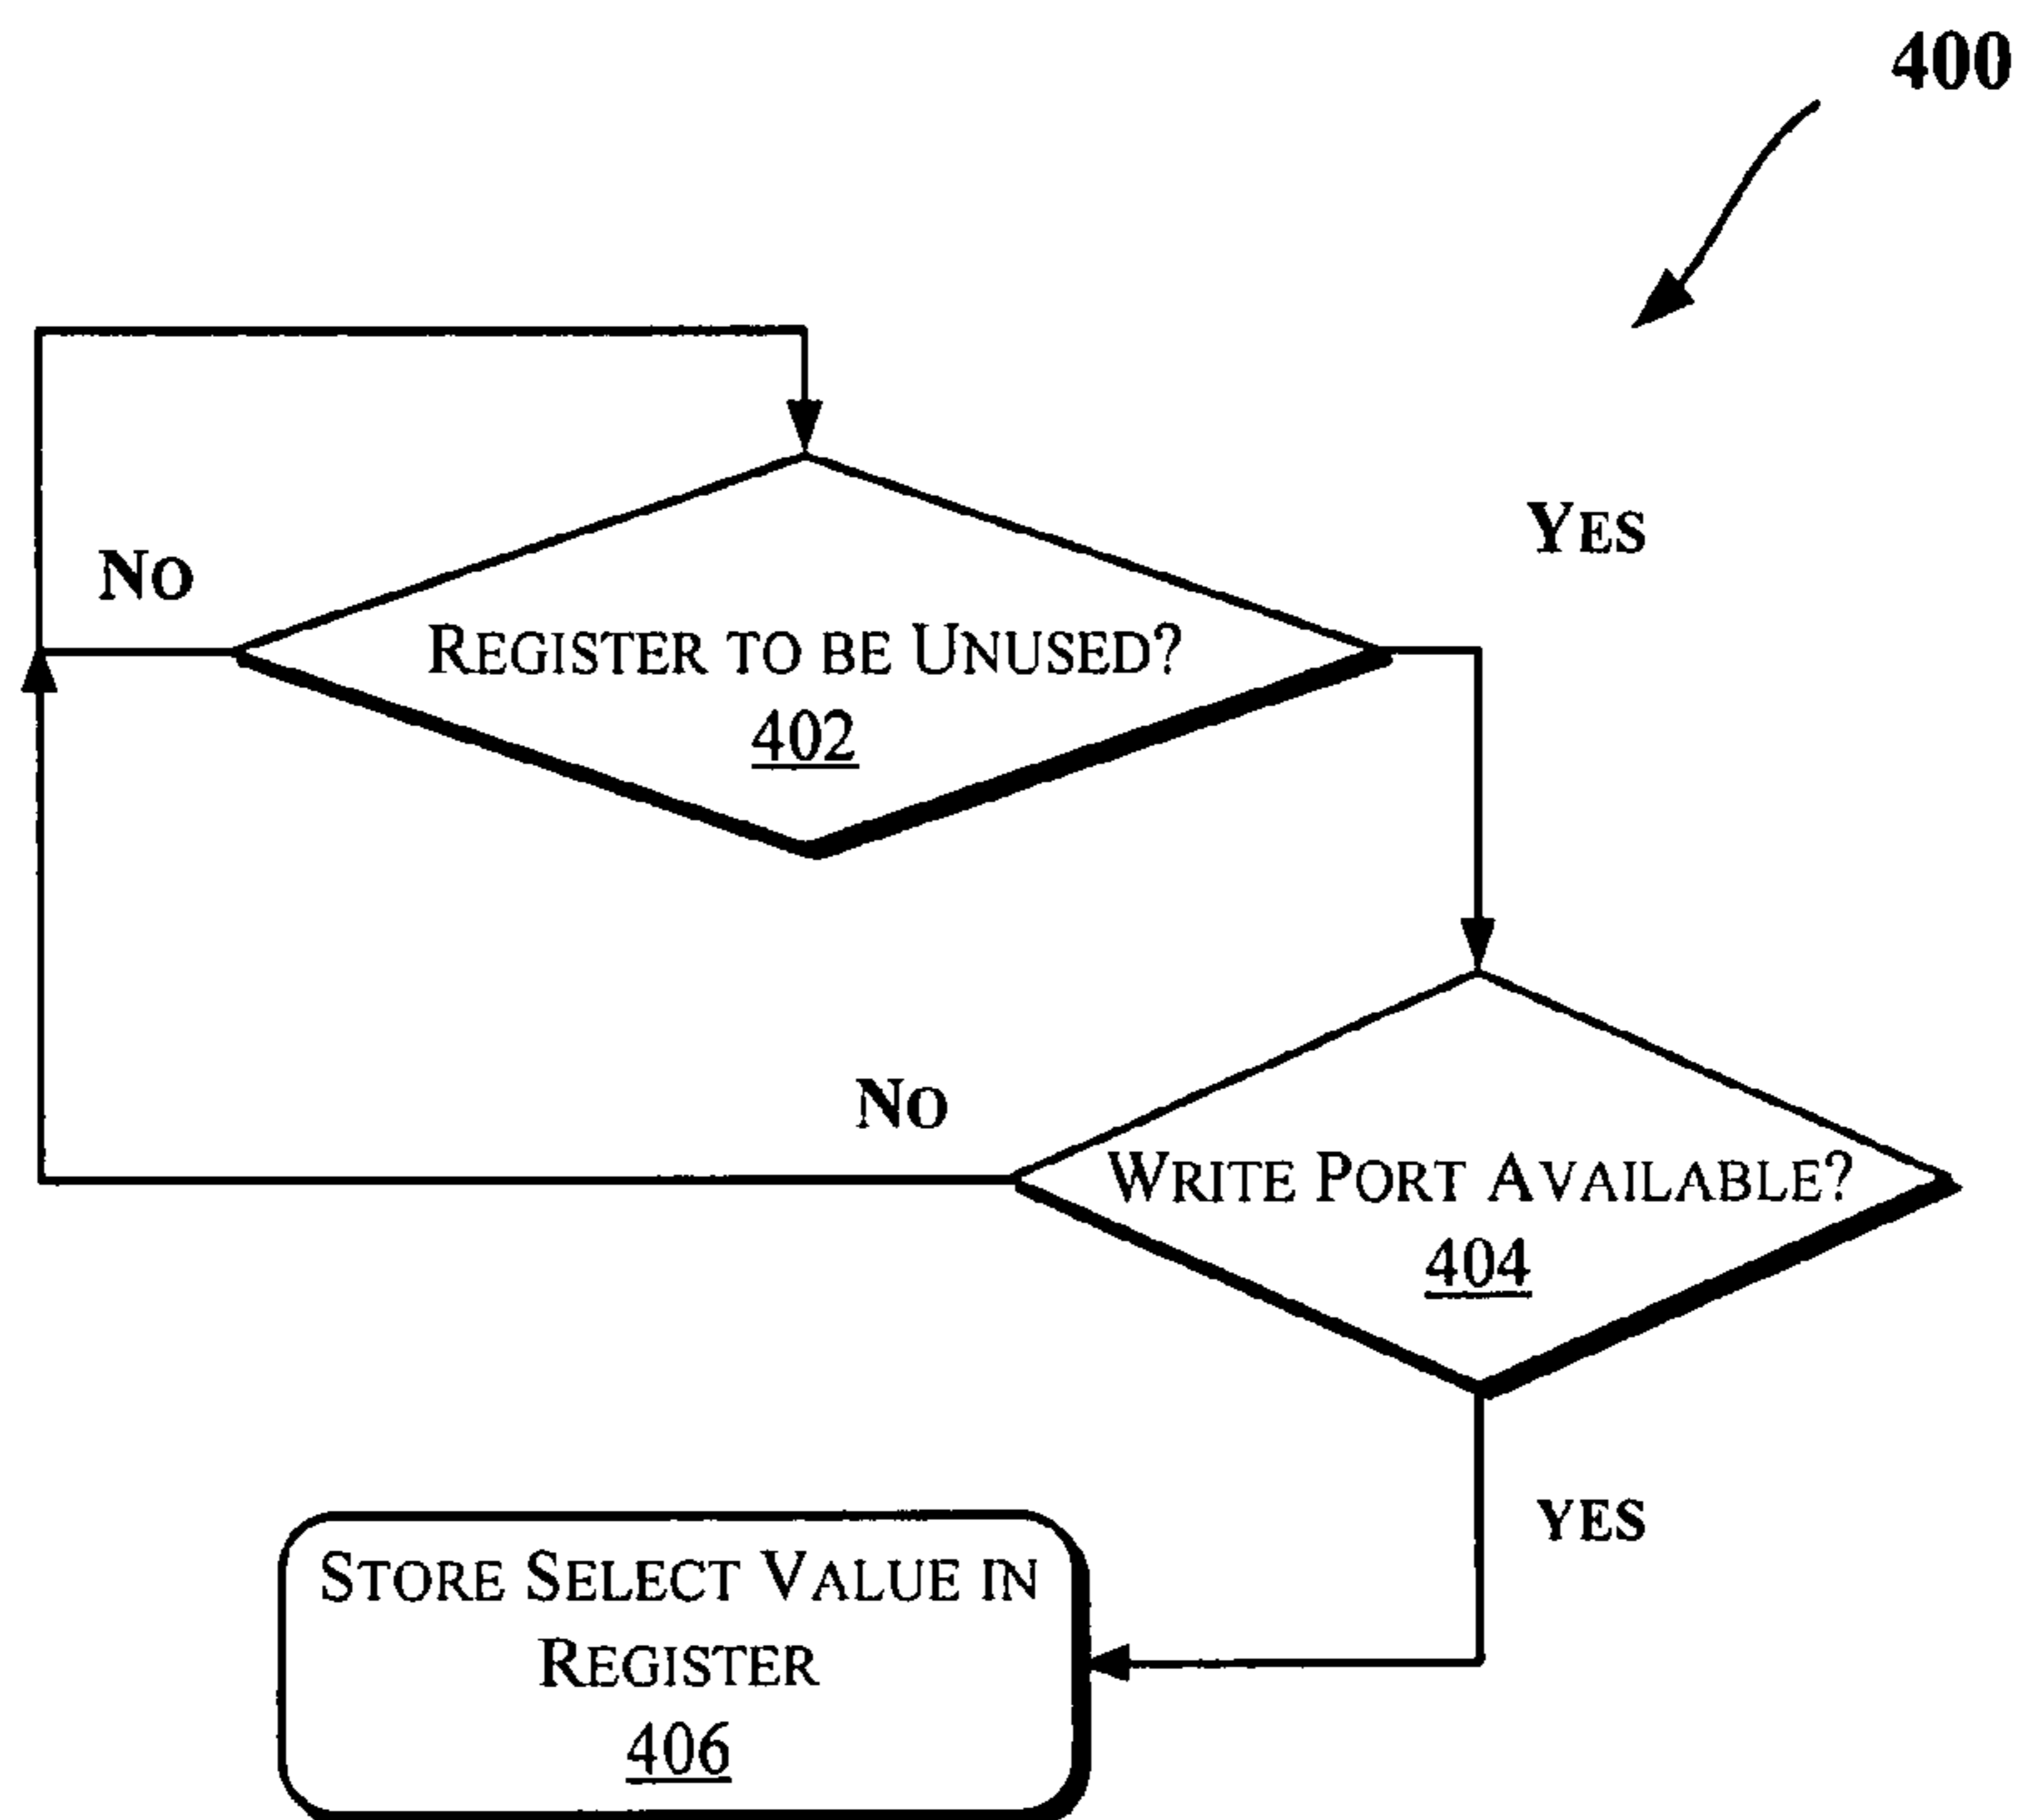 400
YES
NO
REGISTER TO BE UNUSED?
402
NO
WRITE PORT AVAILABLE?
404
YES
STORE SELECT VALUE IN
REGISTER
406